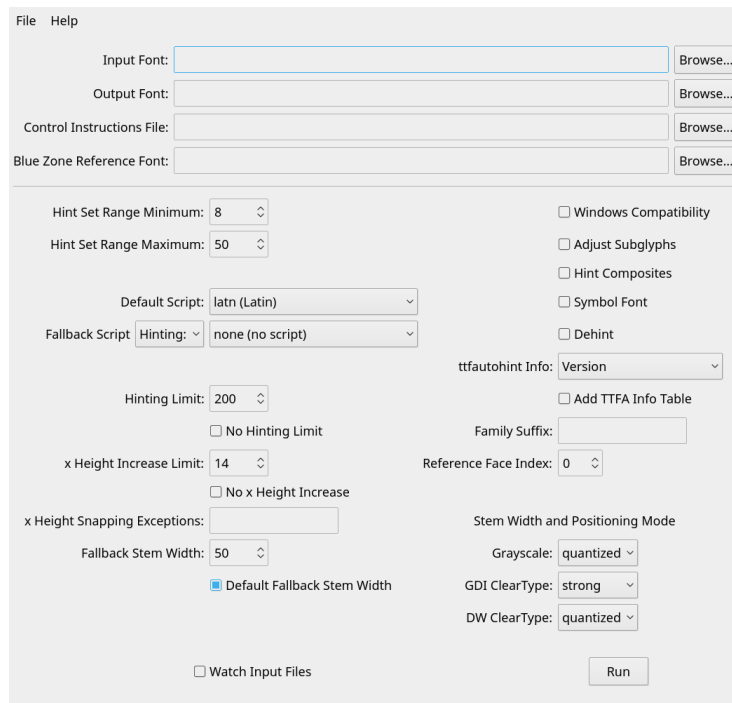 File Help
Input Font: Browse...
Output Font: Browse...
Control Instructions File: Browse...
Blue Zone Reference Font: Browse...
Hint Set Range Minimum: 8 Windows Compatibility
Hint Set Range Maximum: 50 Adjust Subglyphs
Hint Composites
Default Script: latn (Latin) Symbol Font
Fallback Script Hinting: none (no script) Dehint
ttfautohint Info: Version
Hinting Limit: 200 Add TTFA Info Table
No Hinting Limit Family Suffix:
x Height Increase Limit: 14 Reference Face Index: 0
No x Height Increase
x Height Snapping Exceptions: Stem Width and Positioning Mode
Fallback Stem Width: 50 Grayscale: quantized
Default Fallback Stem Width GDI ClearType: strong
DW ClearType: quantized
Watch Input Files Run